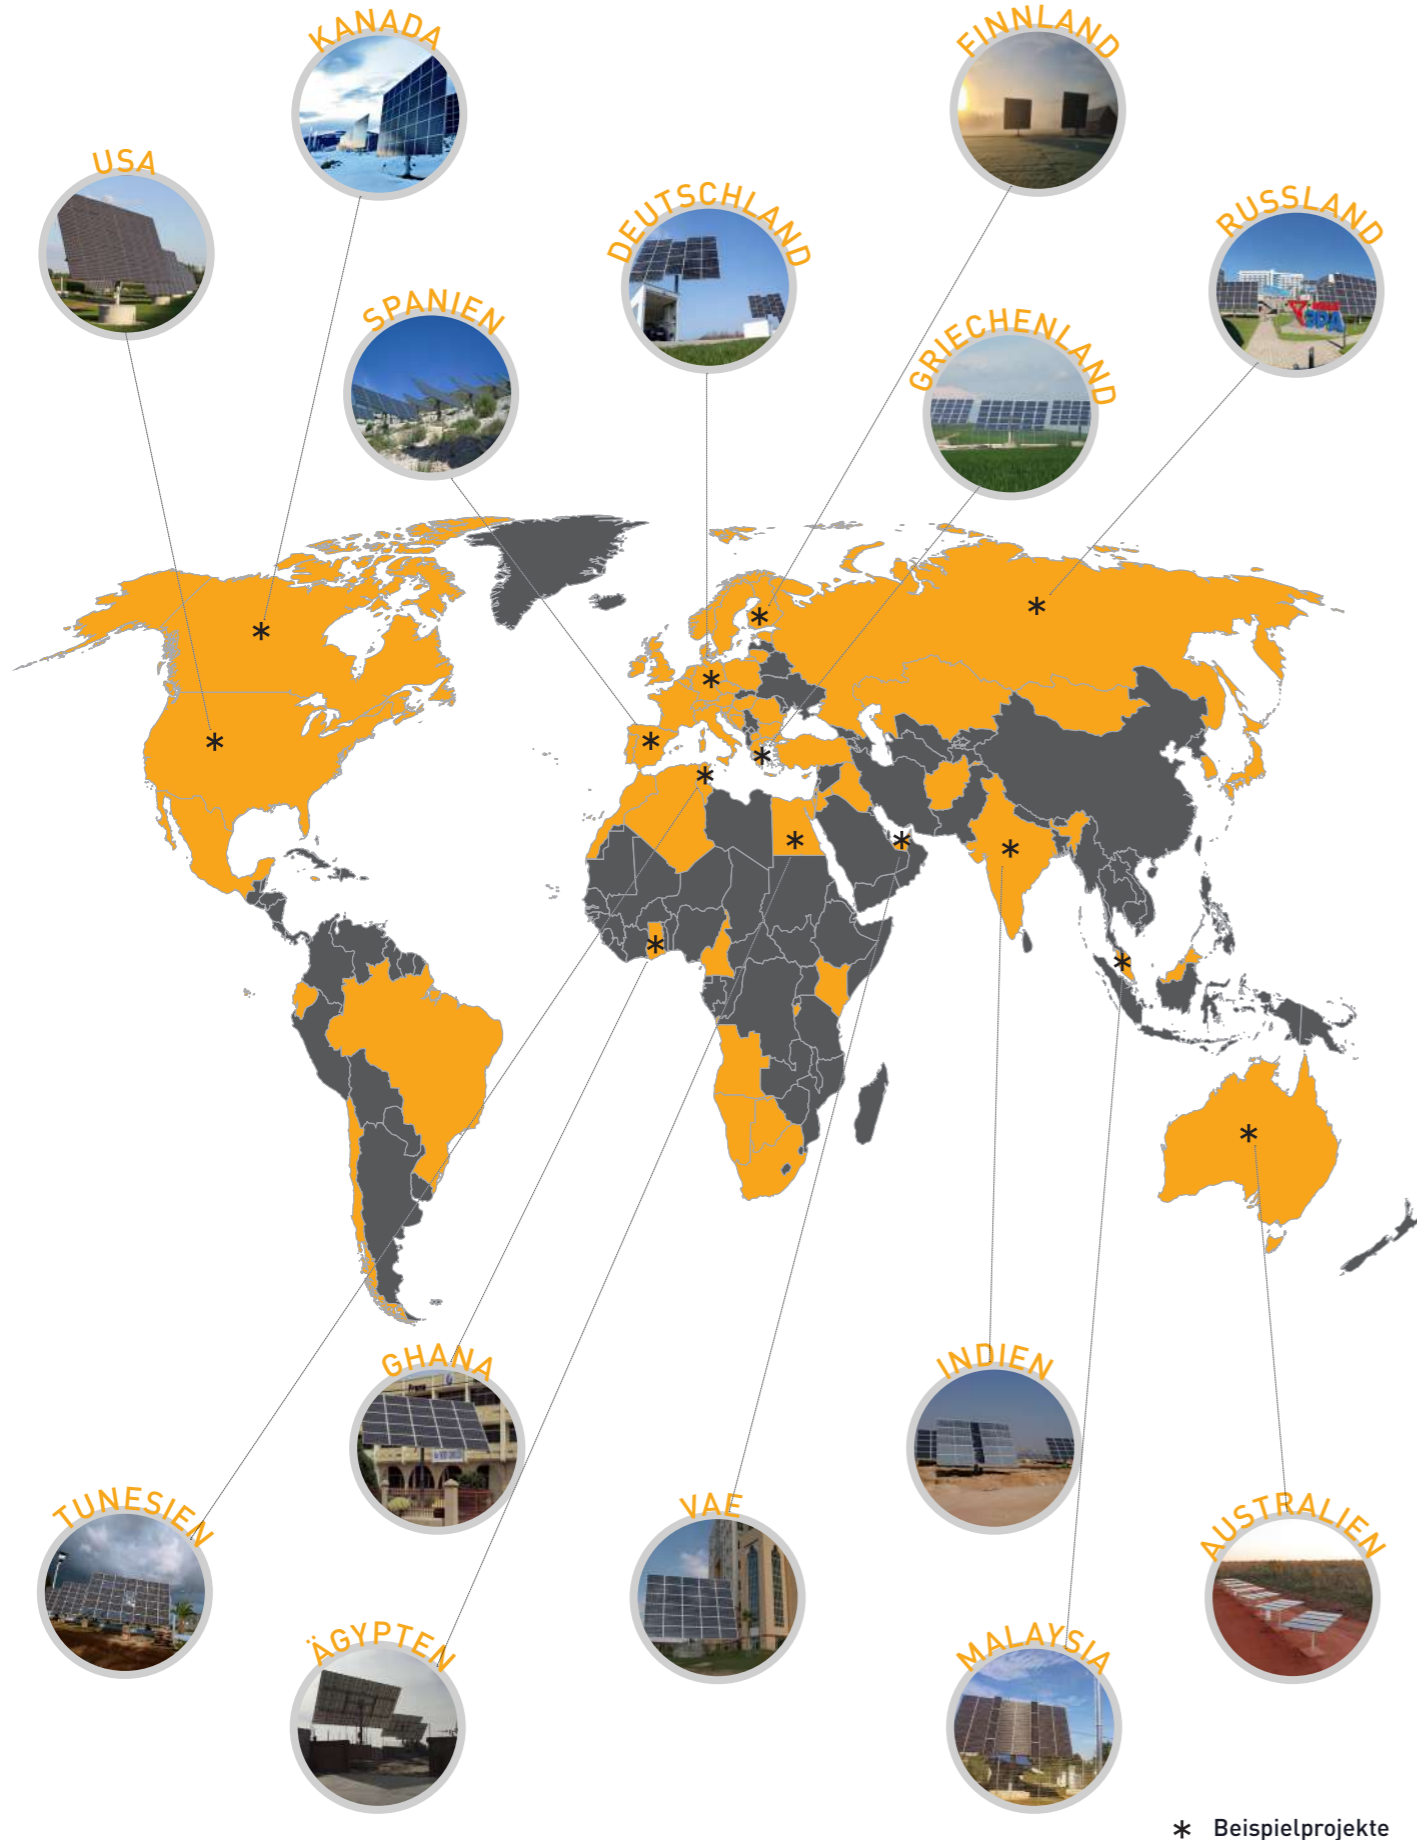 KANADA
FINNLAND
USA
DEUTSCHLAND
RUSSLAND
SPANIEN
GRIECHENLAND
GHANA
INDIEN
TUNESIEN
VAE
AUSTRALIEN
ÄGYPTEN
MALAYSIA
* Beispielprojekte